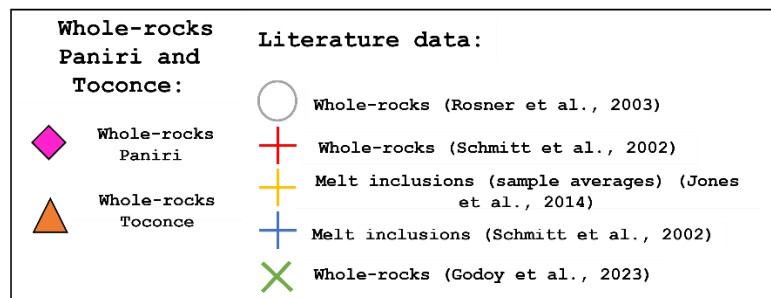 Whole-rocks
Paniri and
Toconce:
Whole-rocks
Paniri
Whole-rocks
Toconce
Literature data:
Whole-rocks (Rosner et al., 2003)
Whole-rocks (Schmitt et al., 2002)
Melt inclusions (sample averages) (Jones
et al., 2014)
Melt inclusions (Schmitt et al., 2002)
Whole-rocks (Godoy et al., 2023)